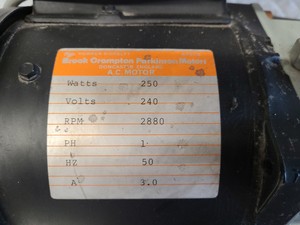 Brook Crompton Parkinson Motors
A.C. MOTOR
Watts 250
Volts 240
RPM 2880
PH 1
HZ 50
A 3.0